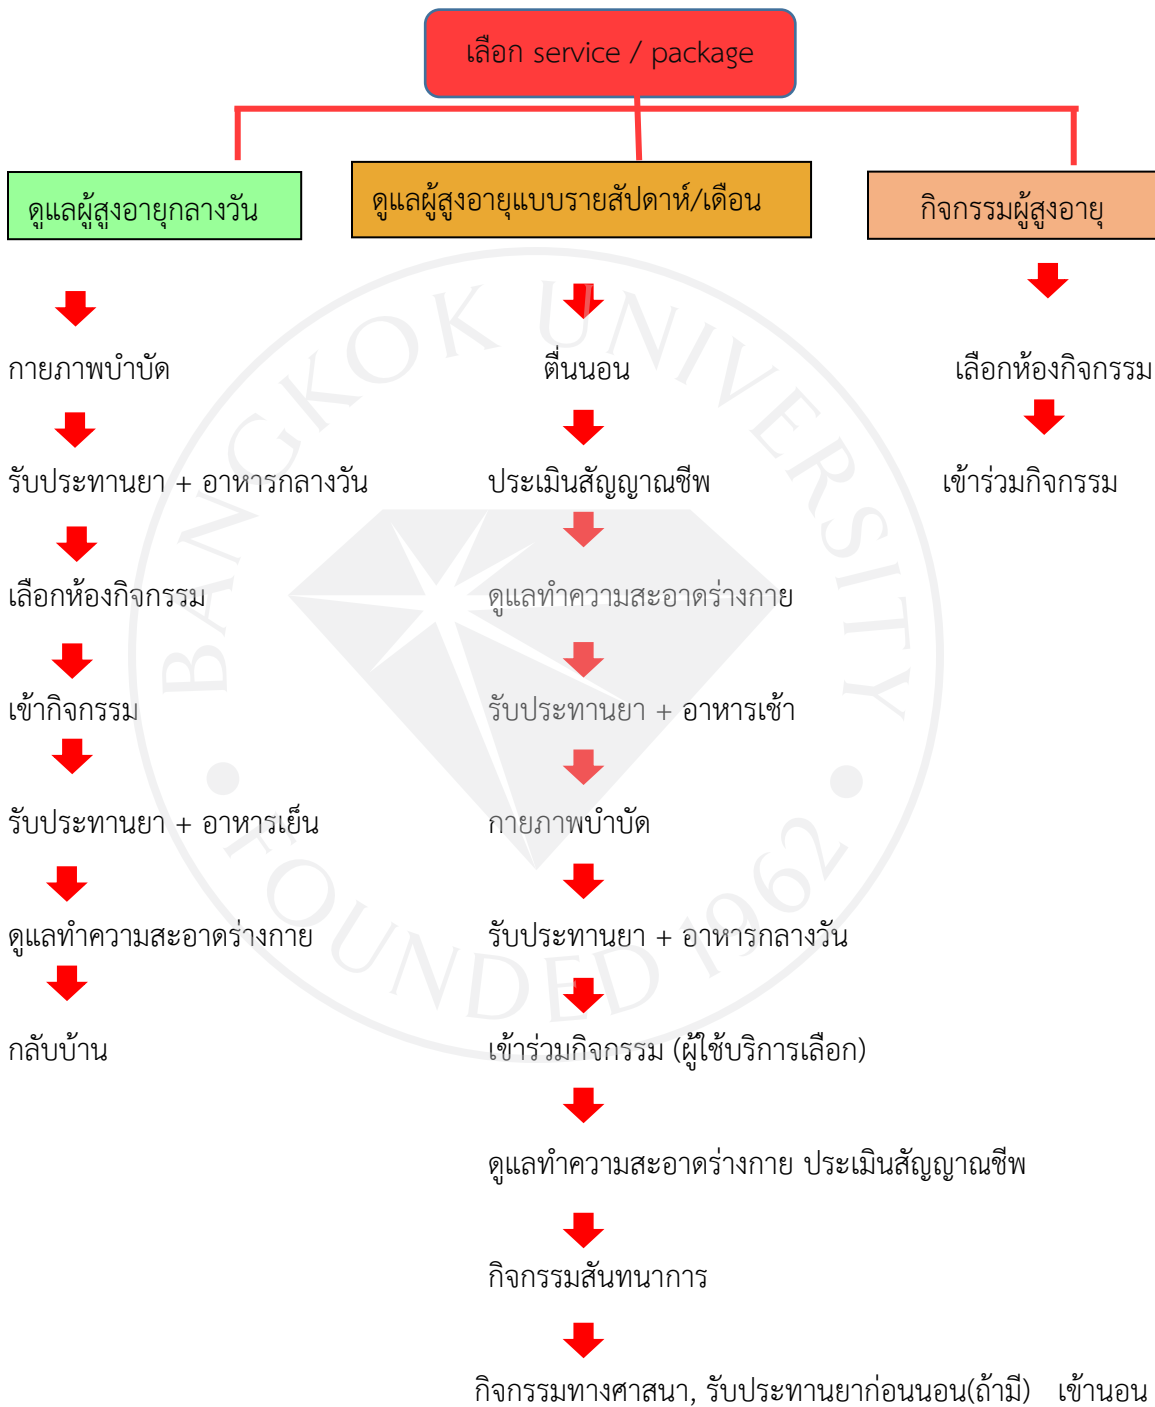 เลือก service / package
ดูแลผู้สูงอายุกลางวัน
ดูแลผู้สูงอายุแบบรายสัปดาห์/เดือน
กิจกรรมผู้สูงอายุ
กายภาพบำบัด
รับประทานยา + อาหารกลางวัน
เลือกห้องกิจกรรม
เข้ากิจกรรม
รับประทานยา + อาหารเย็น
ดูแลทำความสะอาดร่างกาย
กลับบ้าน
ตื่นนอน
ประเมินสัญญาณชีพ
ดูแลทำความสะอาดร่างกาย
รับประทานยา + อาหารเช้า
กายภาพบำบัด
รับประทานยา + อาหารกลางวัน
เข้าร่วมกิจกรรม (ผู้ใช้บริการเลือก)
ดูแลทำความสะอาดร่างกาย ประเมินสัญญาณชีพ
กิจกรรมสันทนาการ
กิจกรรมทางศาสนา, รับประทานยาก่อนนอน(ถ้ามี) เข้านอน
เลือกห้องกิจกรรม
เข้าร่วมกิจกรรม
BANGKOK UNIVERSITY
FOUNDED 1962